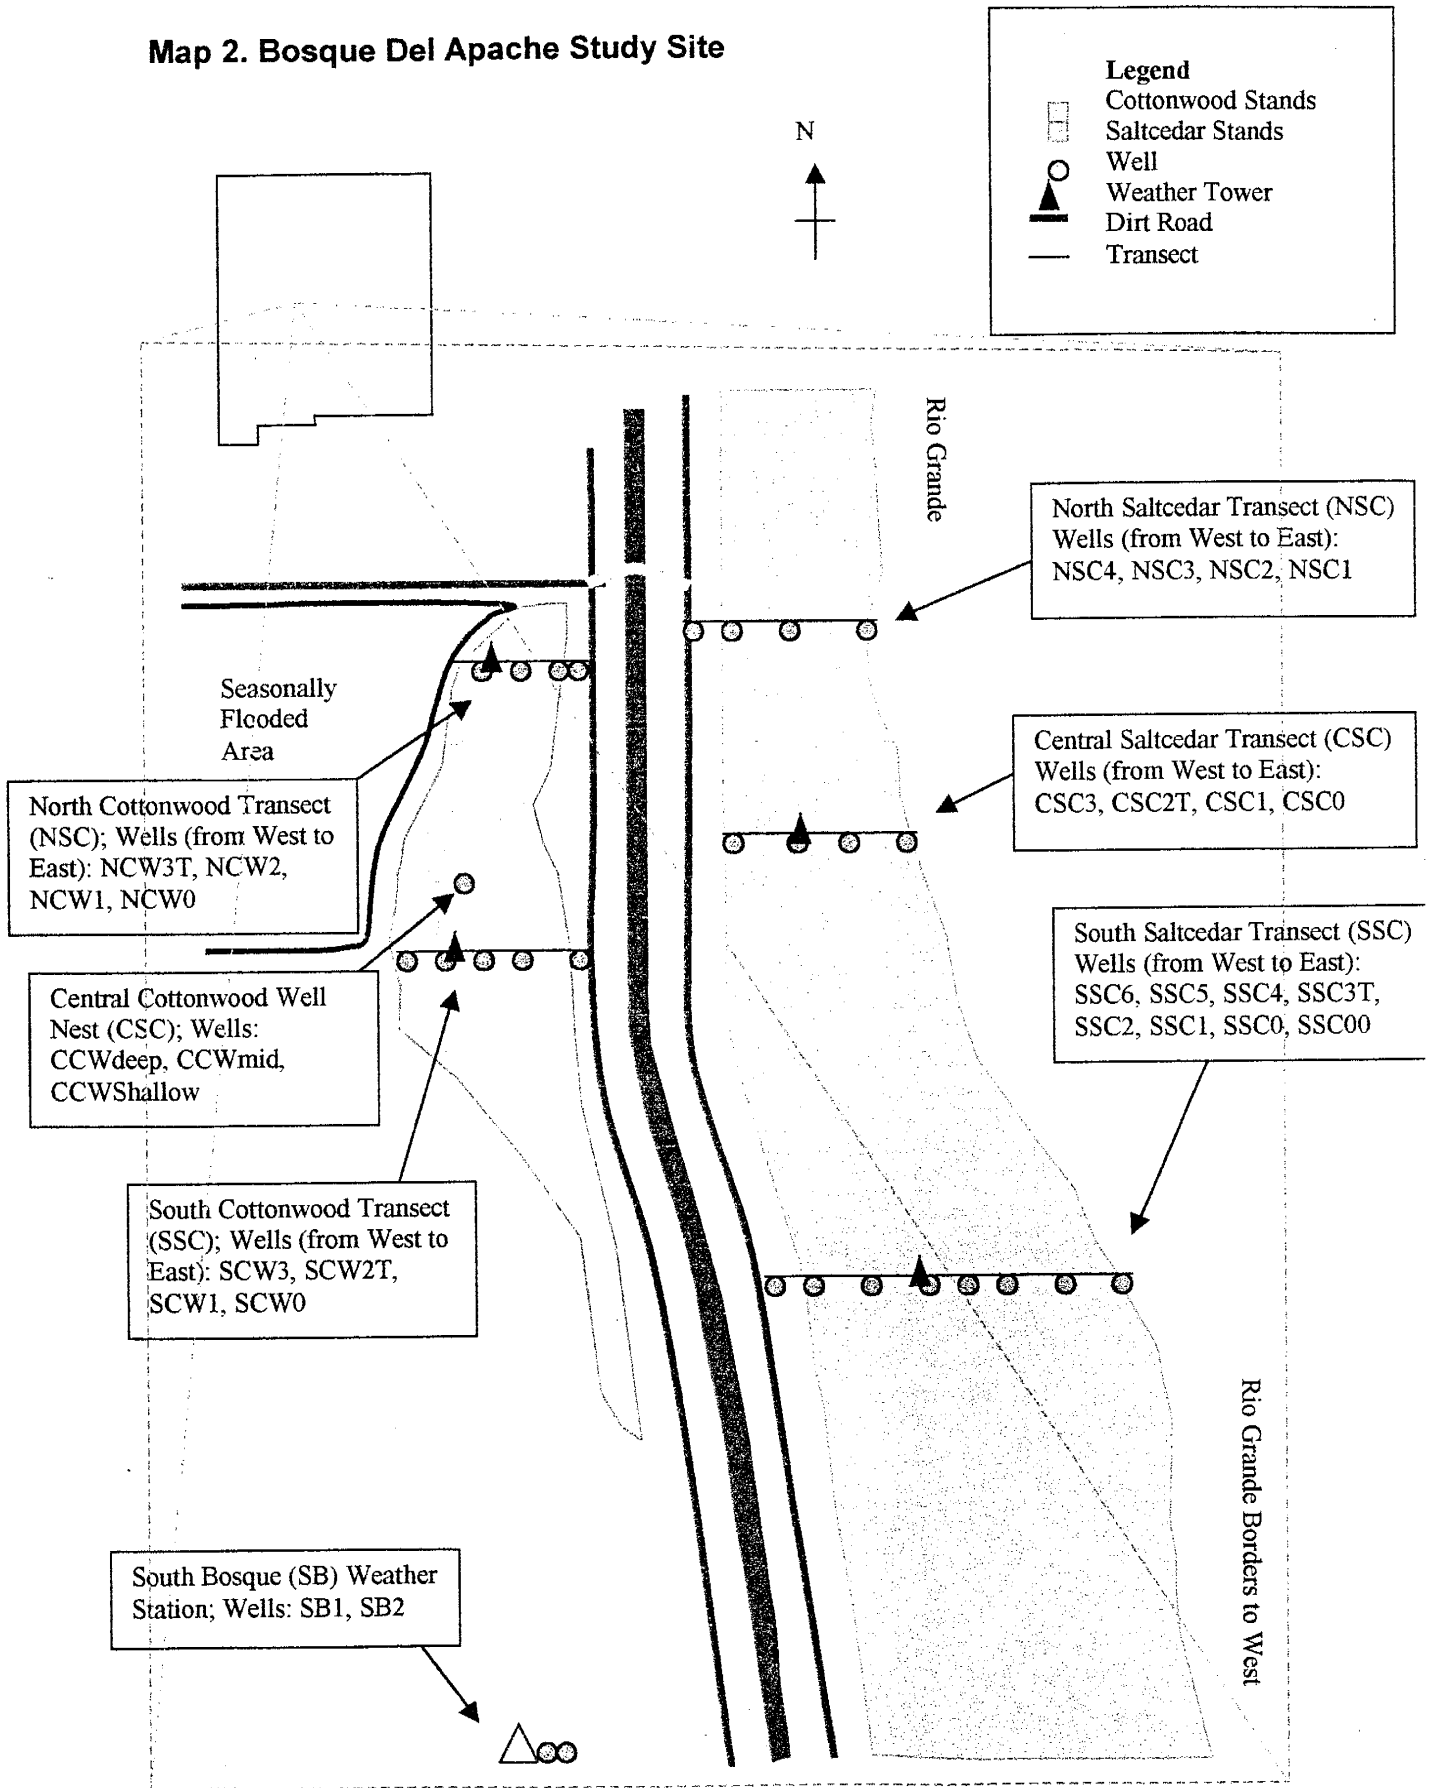 Map 2. Bosque Del Apache Study Site
Legend
Cottonwood Stands
Saltcedar Stands
Well
Weather Tower
Dirt Road
Transect
N
Rio Grande
North Saltcedar Transect (NSC)
Wells (from West to East):
NSC4, NSC3, NSC2, NSC1
Seasonally
Flooded
Area
Central Saltcedar Transect (CSC)
Wells (from West to East):
CSC3, CSC2T, CSC1, CSC0
North Cottonwood Transect
(NSC); Wells (from West to
East): NCW3T, NCW2,
NCW1, NCW0
South Saltcedar Transect (SSC)
Wells (from West to East):
SSC6, SSC5, SSC4, SSC3T,
SSC2, SSC1, SSC0, SSC00
Central Cottonwood Well
Nest (CSC); Wells:
CCWdeep, CCWmid,
CCWShallow
South Cottonwood Transect
(SSC); Wells (from West to
East): SCW3, SCW2T,
SCW1, SCW0
Rio Grande Borders to West
South Bosque (SB) Weather
Station; Wells: SB1, SB2